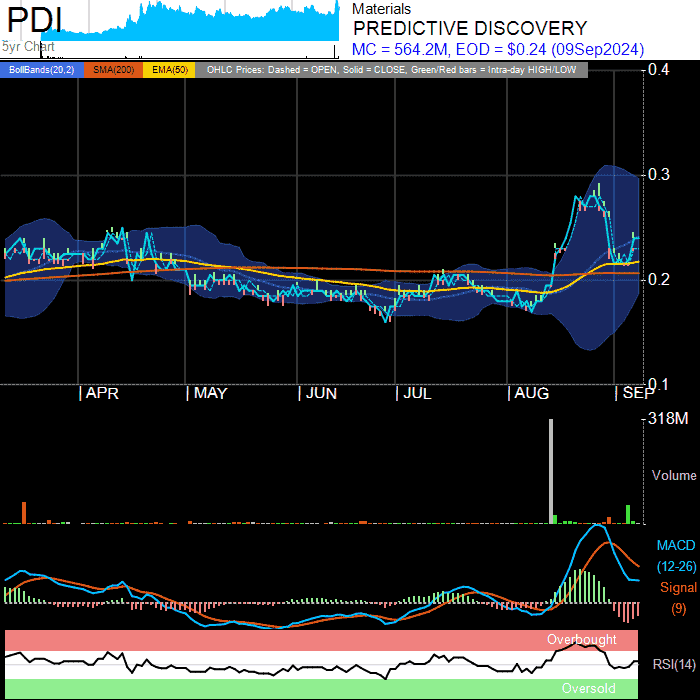 PDI
5yr Chart
Materials
PREDICTIVE DISCOVERY
MC = 564.2M, EOD = $0.24 (09Sep2024)
BollBands(20,2) SMA(200) EMA(50) OHLC Prices: Dashed = OPEN, Solid = CLOSE, Green/Red bars = Intra-day HIGH/LOW
0.4
0.3
0.2
0.1
APR MAY JUN JUL AUG SEP
318M
Volume
MACD
(12-26)
Signal
(9)
Overbought
RSI(14)
Oversold